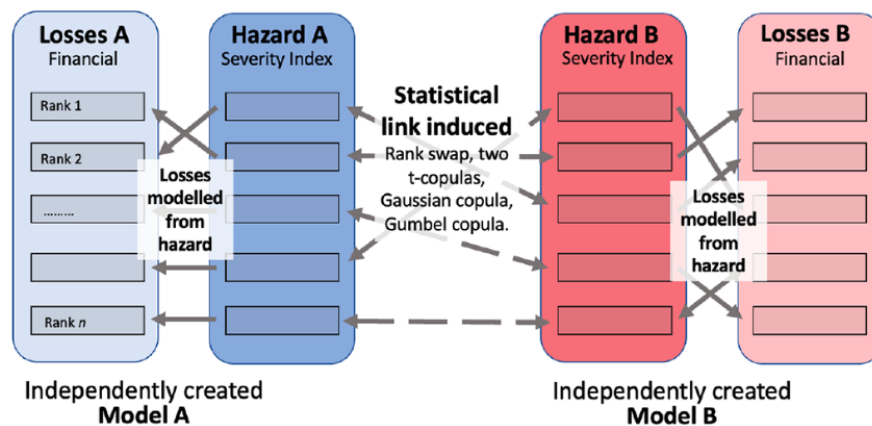 Losses A
Financial
Rank 1
Rank 2
.........
Rank n
Losses
modelled
from
hazard
Hazard A
Severity Index
Statistical
link induced
Rank swap, two
t-copulas,
Gaussian copula,
Gumbel copula.
Hazard B
Severity Index
Losses B
Financial
Losses
modelled
from
hazard
Independently created
Model A
Independently created
Model B